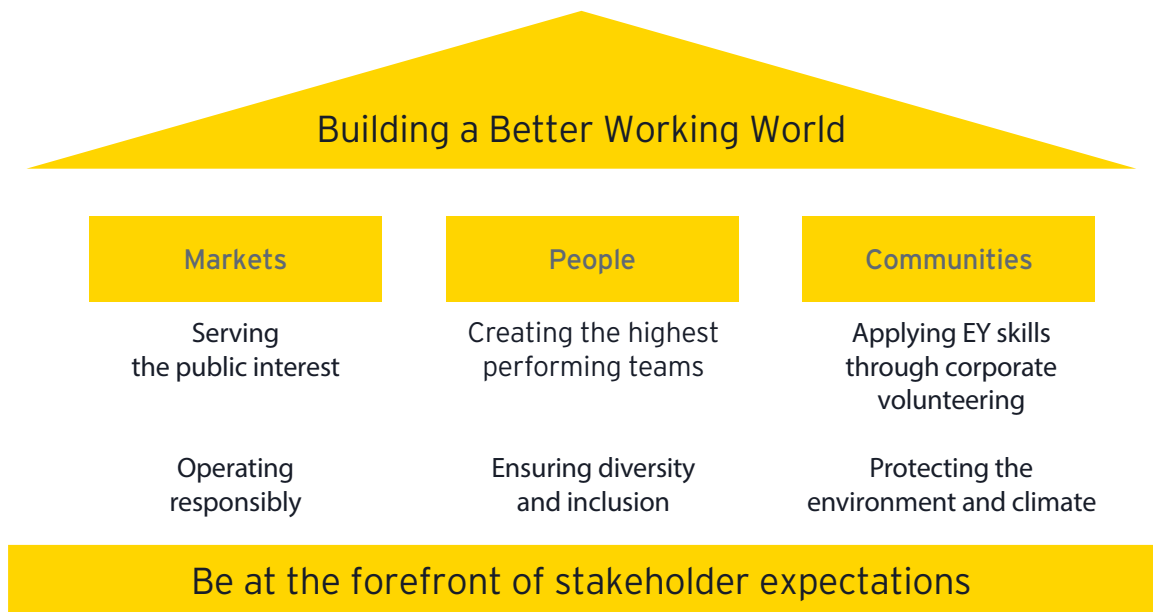 Building a Better Working World
Markets
Serving
the public interest
Operating
responsibly
People
Creating the highest
performing teams
Ensuring diversity
and inclusion
Communities
Applying EY skills
through corporate
volunteering
Protecting the
environment and climate
Be at the forefront of stakeholder expectations